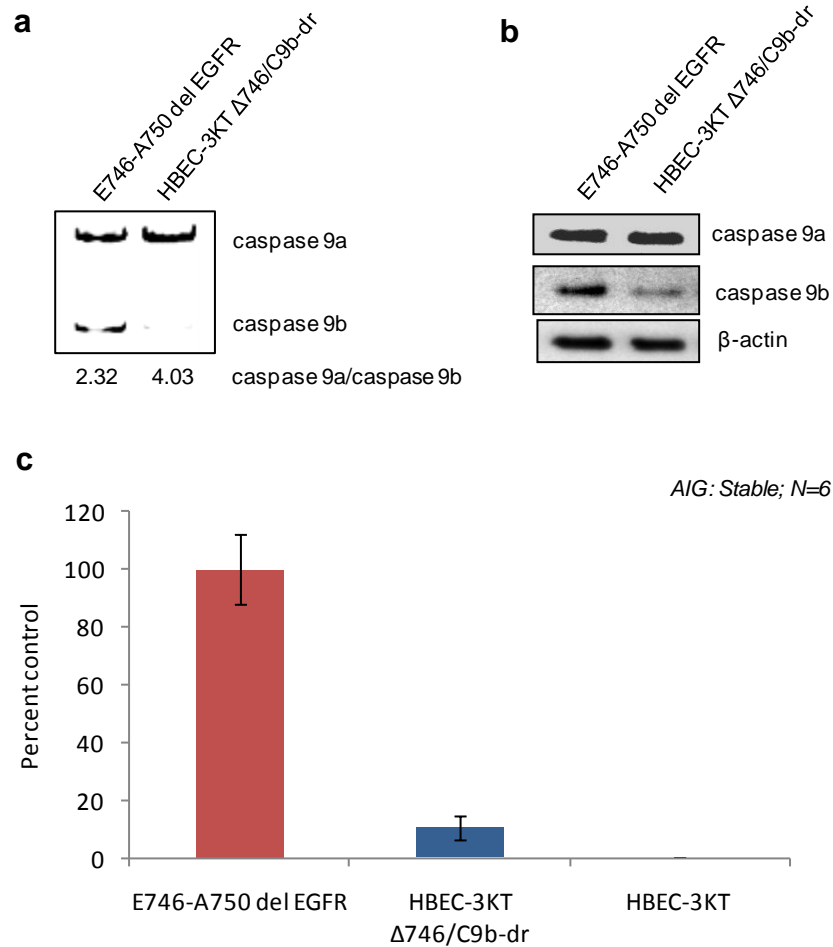 a
E746-A750 del EGFR
HBEC-3KT Δ746/C9b-dr
caspase 9a
caspase 9b
2.32 4.03 caspase 9a/caspase 9b
b
E746-A750 del EGFR
HBEC-3KT Δ746/C9b-dr
caspase 9a
caspase 9b
β-actin
c
AIG: Stable; N=6
Percent control
120
100
80
60
40
20
0
E746-A750 del EGFR
HBEC-3KT
Δ746/C9b-dr
HBEC-3KT